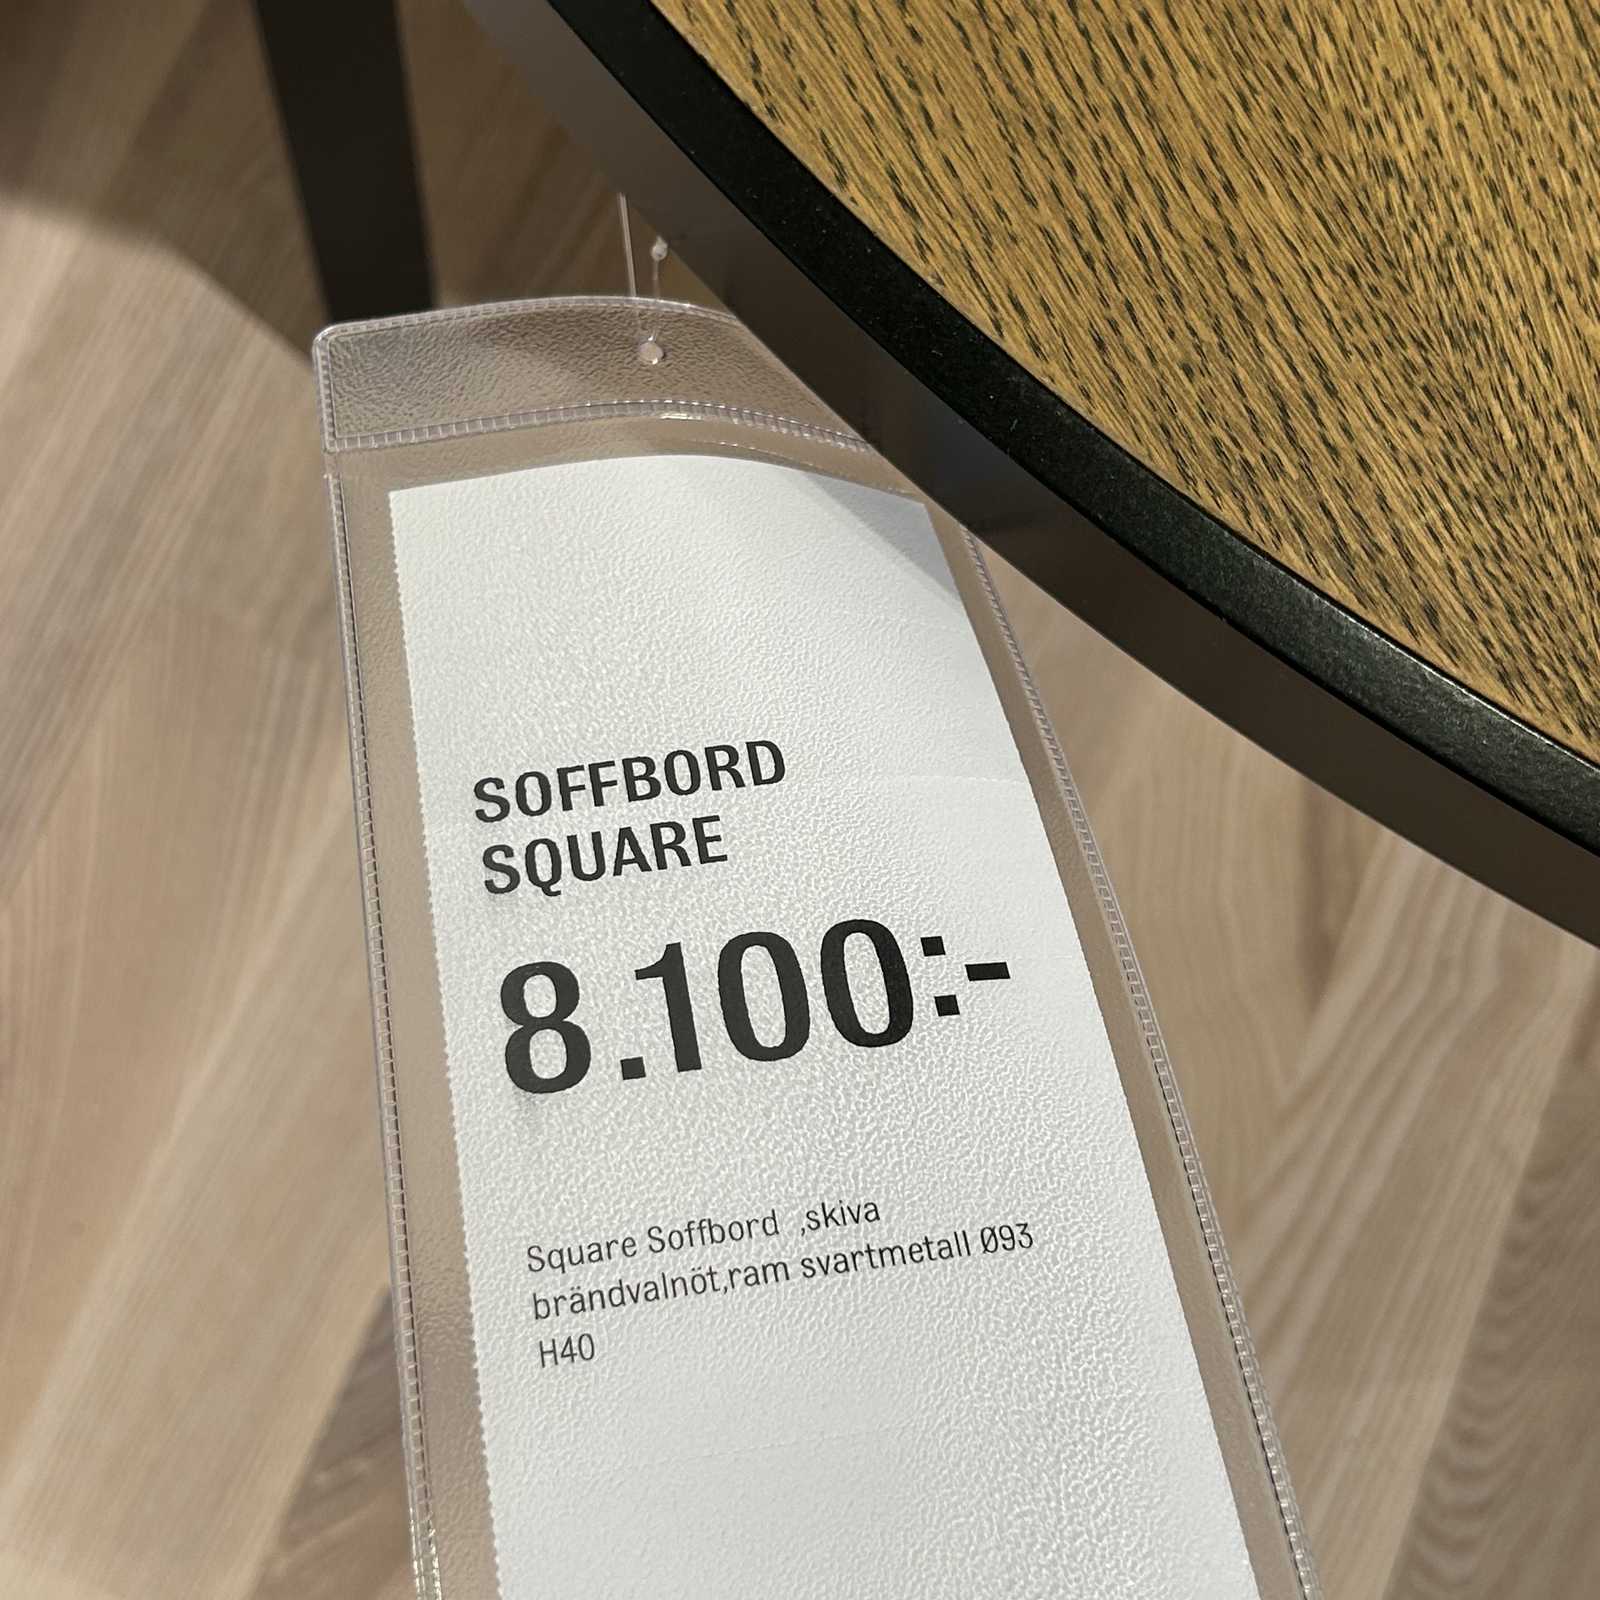 SOFFBORD
SQUARE
8.100:-
Square Soffbord ,skiva
brändvalnöt,ram svartmetall Ø93
H40